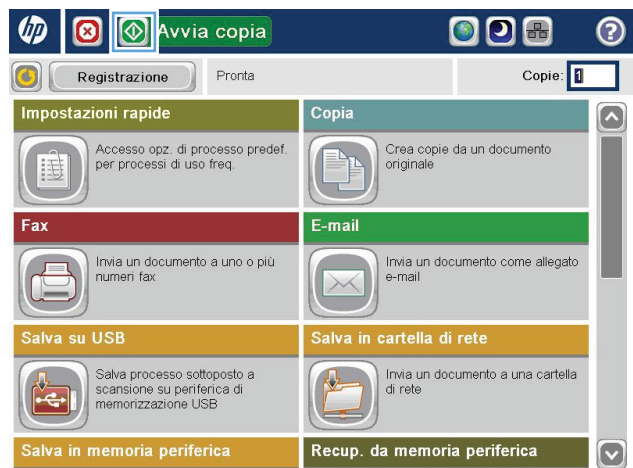 hp
Avvia copia
?
Registrazione
Pronta
Copie: 1
Impostazioni rapide
Accesso opz. di processo predef.
per processi di uso freq.
Copia
Crea copie da un documento
originale
Fax
Invia un documento a uno o più
numeri fax
E-mail
Invia un documento come allegato
e-mail
Salva su USB
Salva processo sottoposto a
scansione su periferica di
memorizzazione USB
Salva in cartella di rete
Invia un documento a una cartella
di rete
Salva in memoria periferica
Recup. da memoria periferica